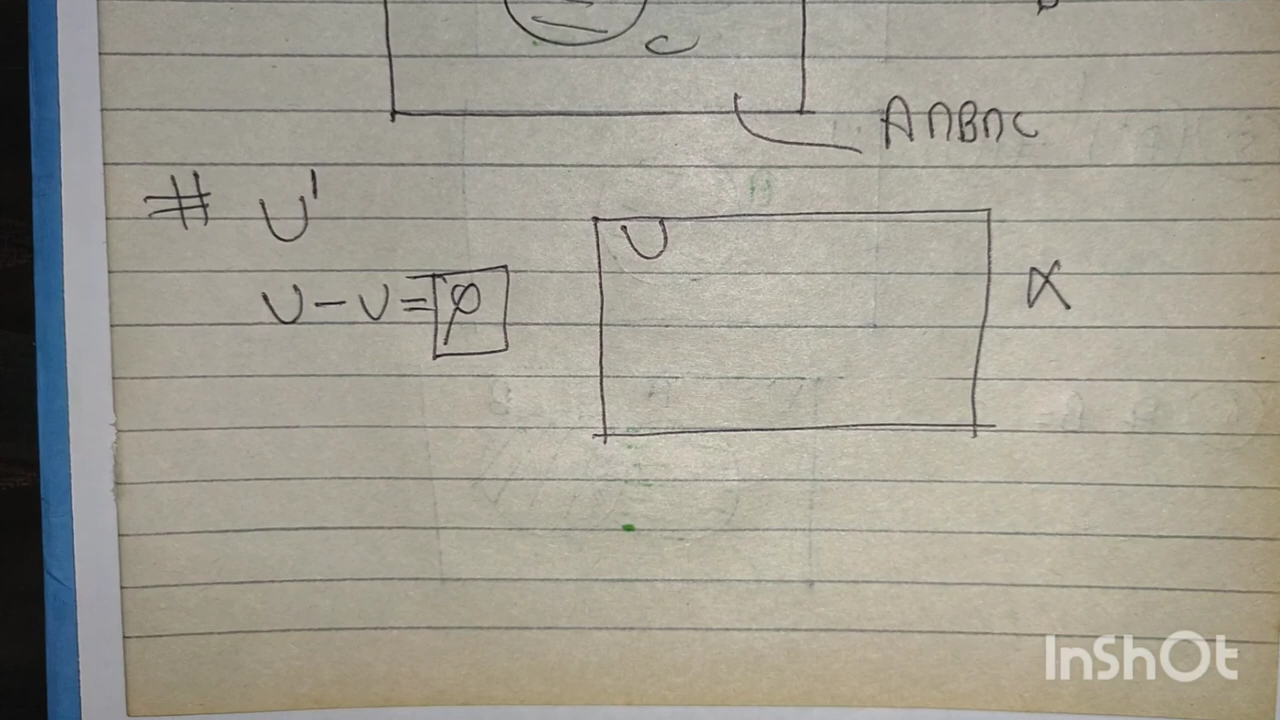 C
A∩B∩C
# U'
U
U-U=φ
α
InShOt